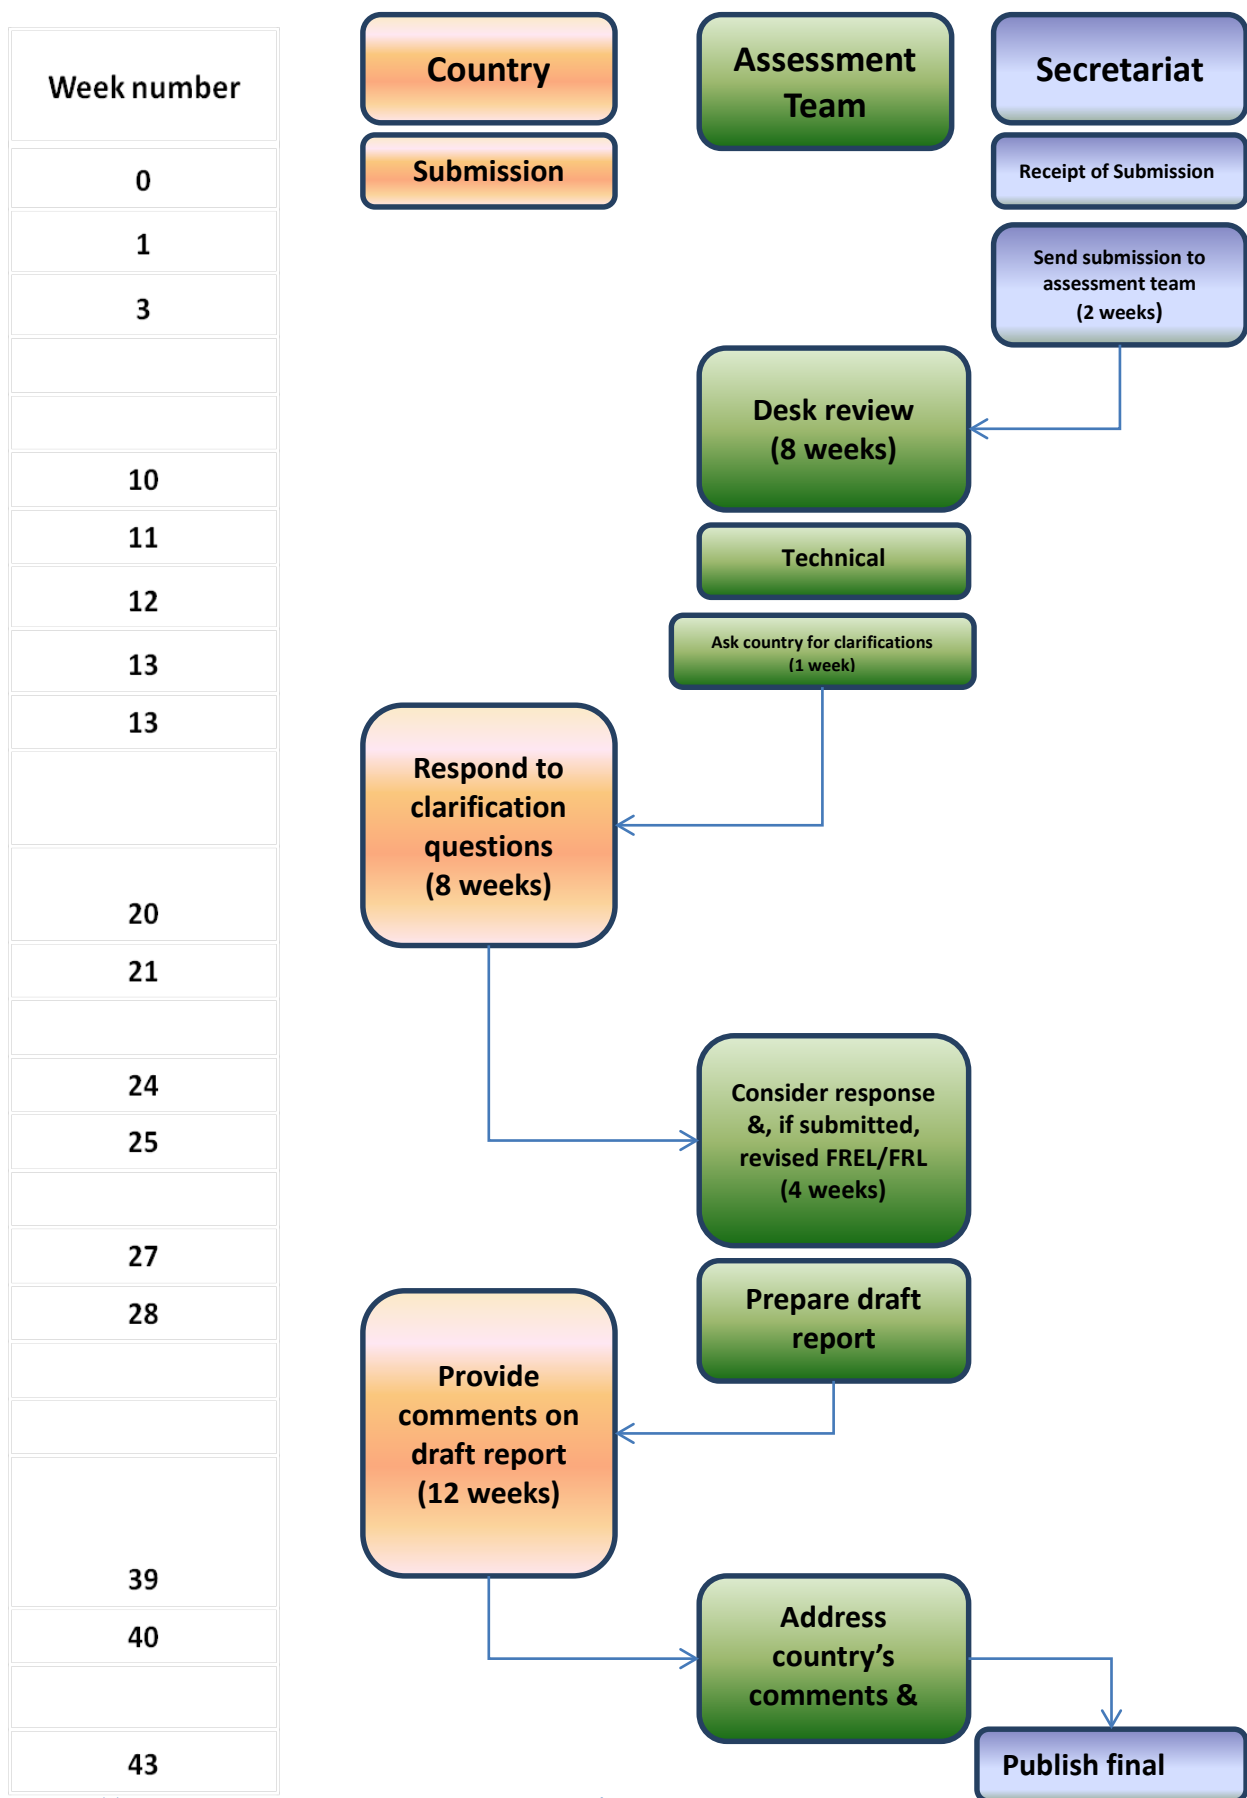 Week number
0
1
3
10
11
12
13
13
20
21
24
25
27
28
39
40
43
Country
Assessment
Team
Secretariat
Submission
Receipt of Submission
Send submission to
assessment team
(2 weeks)
Desk review
(8 weeks)
Technical
Ask country for clarifications
(1 week)
Respond to
clarification
questions
(8 weeks)
Consider response
&, if submitted,
revised FREL/FRL
(4 weeks)
Prepare draft
report
Provide
comments on
draft report
(12 weeks)
Address
country’s
comments &
Publish final